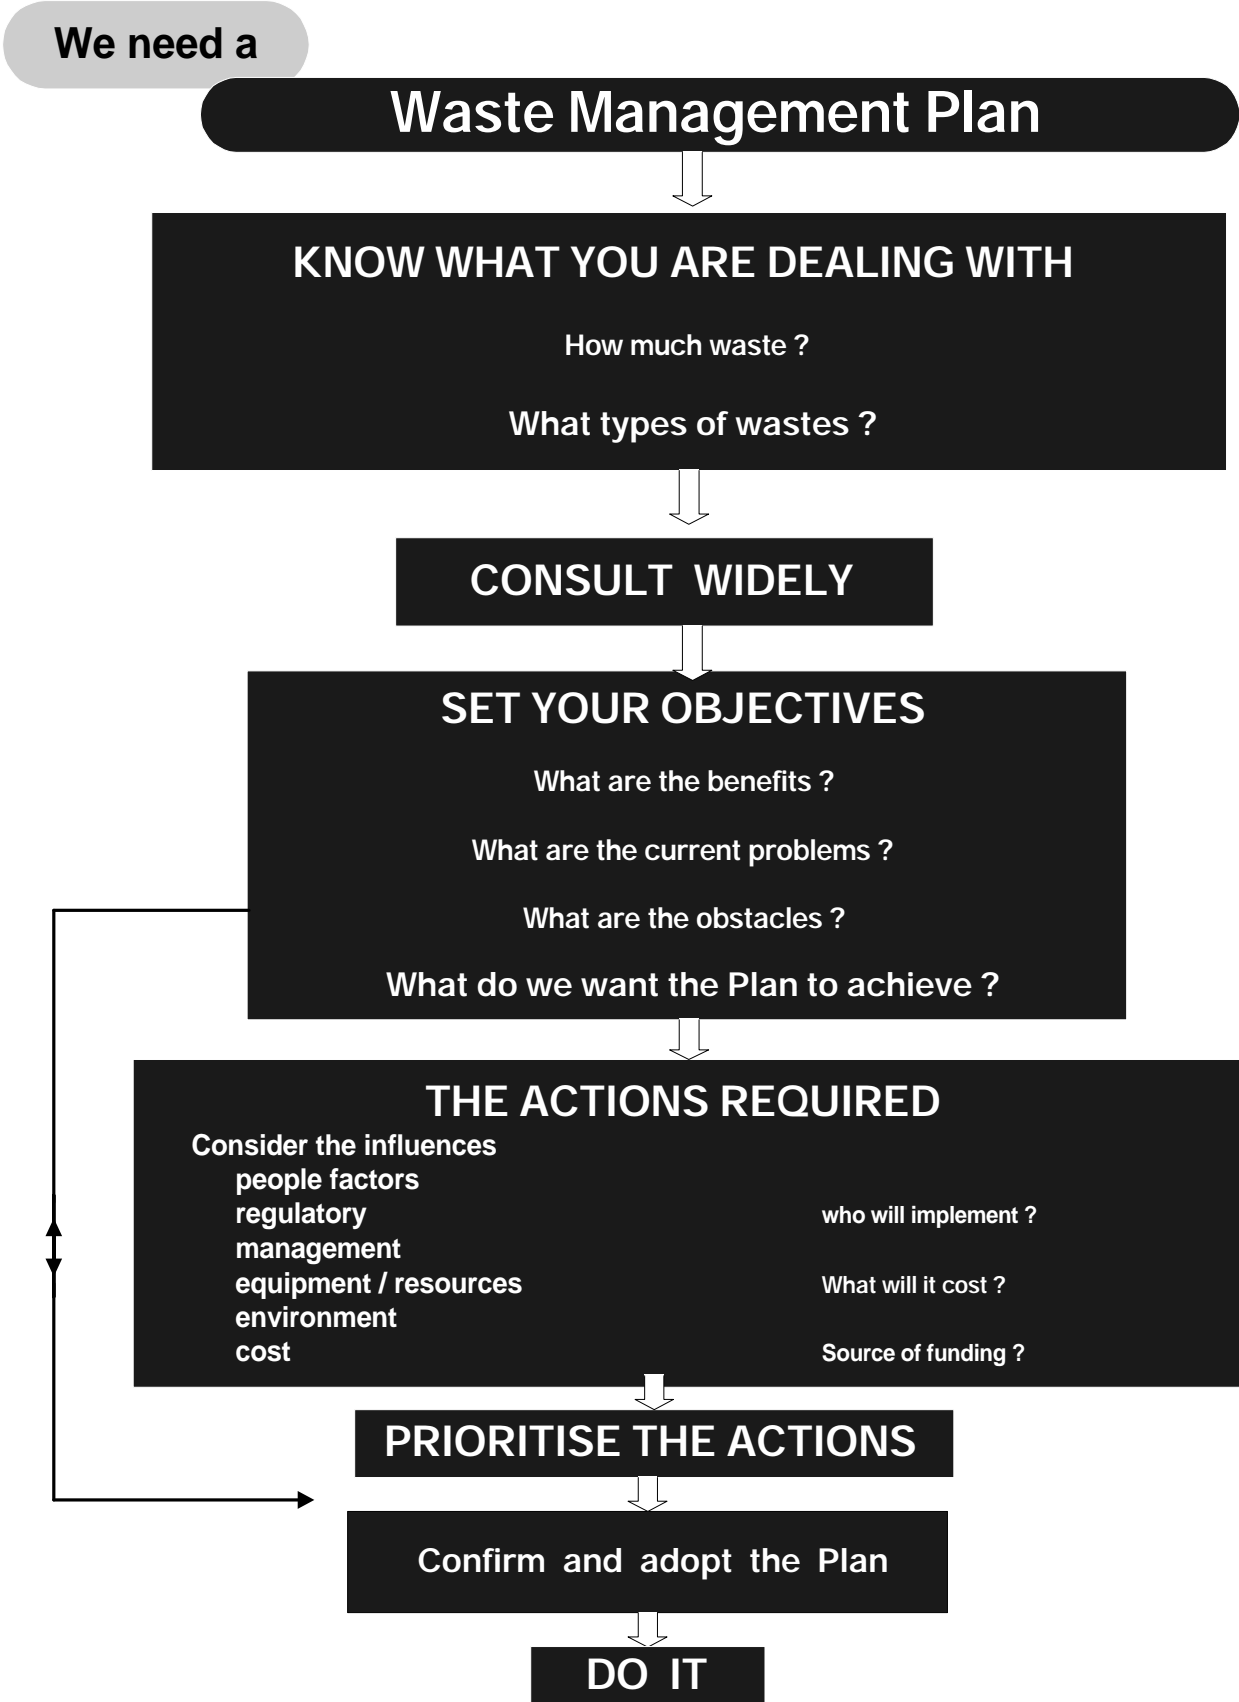 We need a
Waste Management Plan
KNOW WHAT YOU ARE DEALING WITH
How much waste ?
What types of wastes ?
CONSULT WIDELY
SET YOUR OBJECTIVES
What are the benefits ?
What are the current problems ?
What are the obstacles ?
What do we want the Plan to achieve ?
THE ACTIONS REQUIRED
Consider the influences
people factors
regulatory
who will implement ?
management
equipment / resources
What will it cost ?
environment
cost
Source of funding ?
PRIORITISE THE ACTIONS
Confirm and adopt the Plan
DO IT